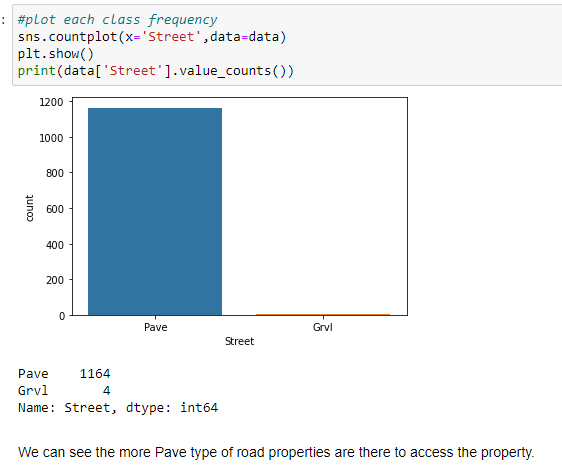 : #plot each class frequency
sns.countplot(x='Street',data=data)
plt.show()
print(data['Street'].value_counts())
1200
1000
800
600
400
200
0
count
Pave Grvl
Street
Pave 1164
Grvl 4
Name: Street, dtype: int64
We can see the more Pave type of road properties are there to access the property.